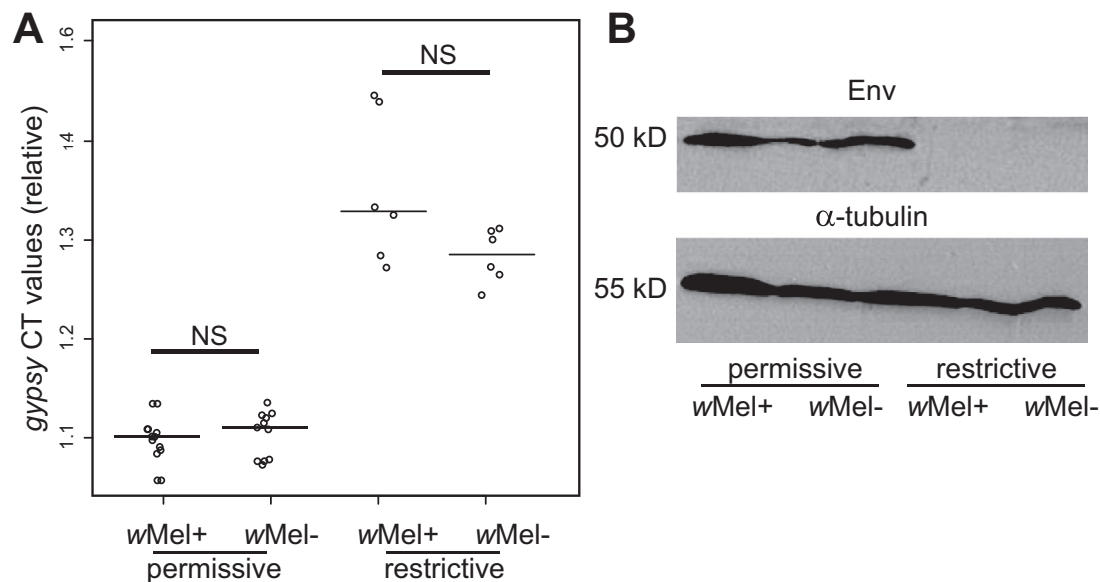 A
gypsy CT values (relative)
1.6
1.4
1.3
1.2
1.1
NS
NS
wMel+ wMel- wMel+ wMel-
permissive restrictive
B
Env
50 kD
α-tubulin
55 kD
permissive restrictive
wMel+ wMel- wMel+ wMel-